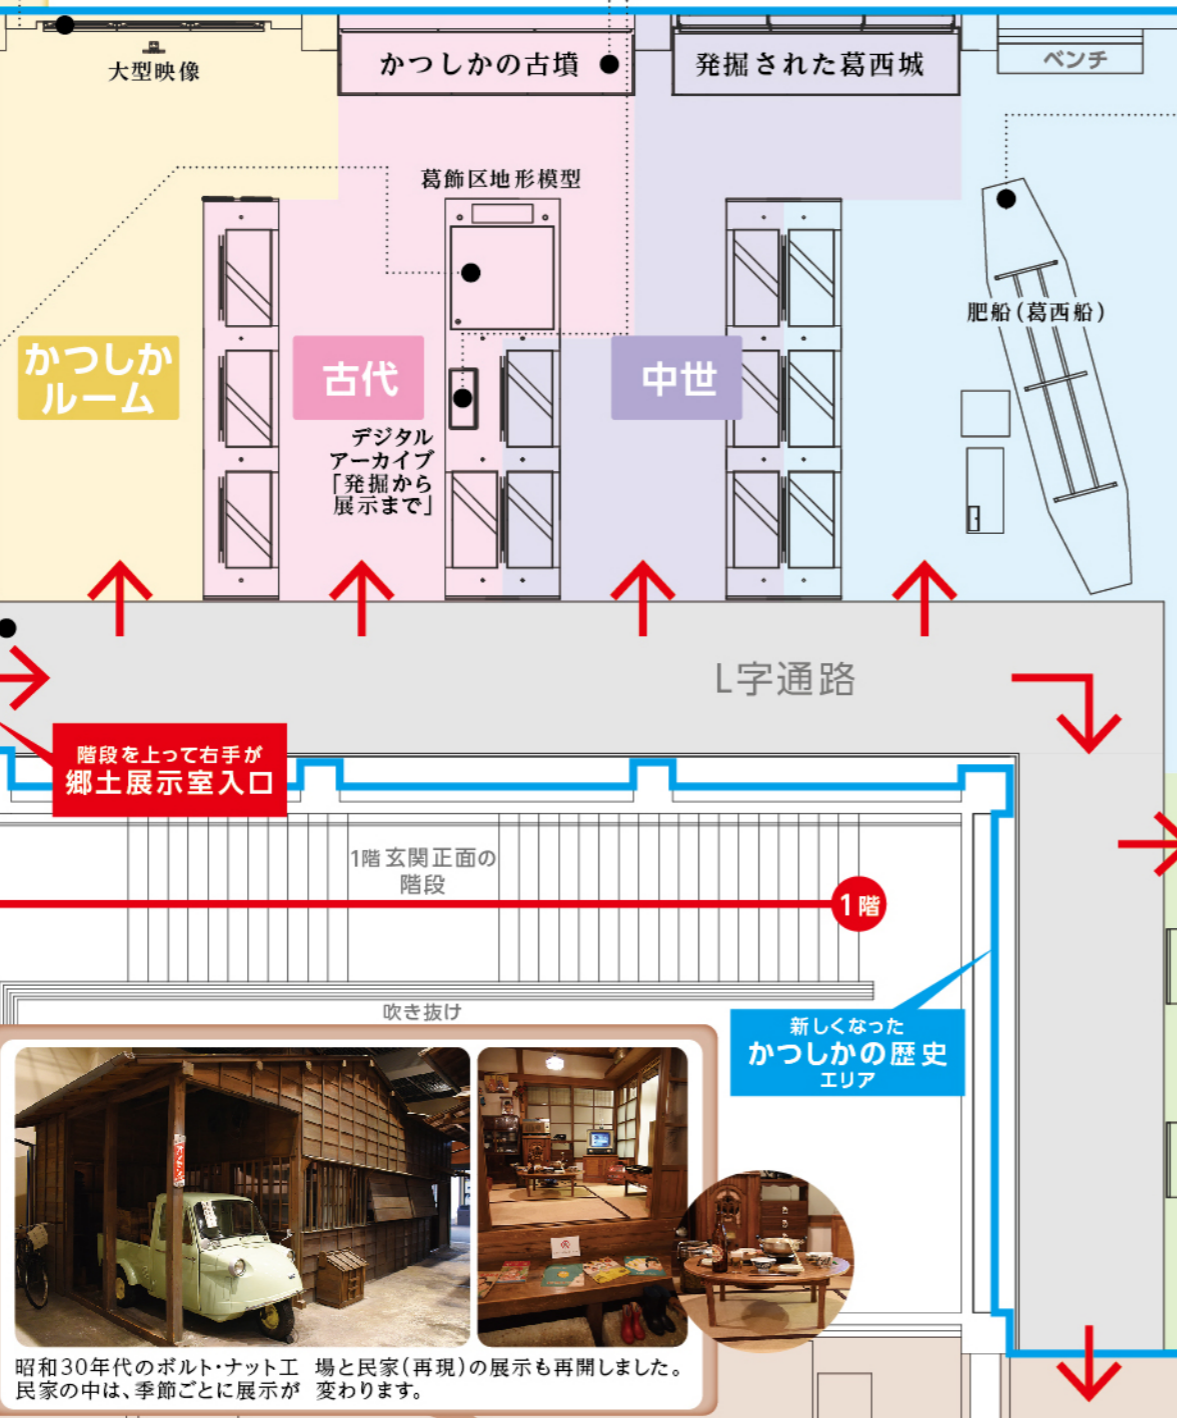 大型映像
かつしかの古墳
発掘された葛西城
ベンチ
葛飾区地形模型
肥船(葛西船)
かつしか
ルーム
古代
中世
デジタル
アーカイブ
「発掘から
展示まで」
L字通路
階段を上って右手が
郷土展示室入口
1階玄関正面の
階段
1階
吹き抜け
新しくなった
かつしかの歴史
エリア
昭和30年代のボルト・ナット工 場と民家(再現)の展示も再開しました。
民家の中は、季節ごとに展示が 変わります。